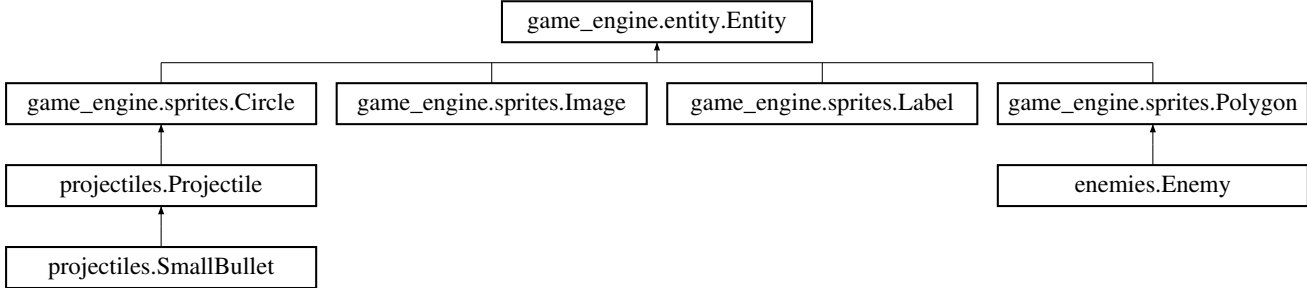 game_engine.entity.Entity
game_engine.sprites.Circle
game_engine.sprites.Image
game_engine.sprites.Label
game_engine.sprites.Polygon
projectiles.Projectile
enemies.Enemy
projectiles.SmallBullet